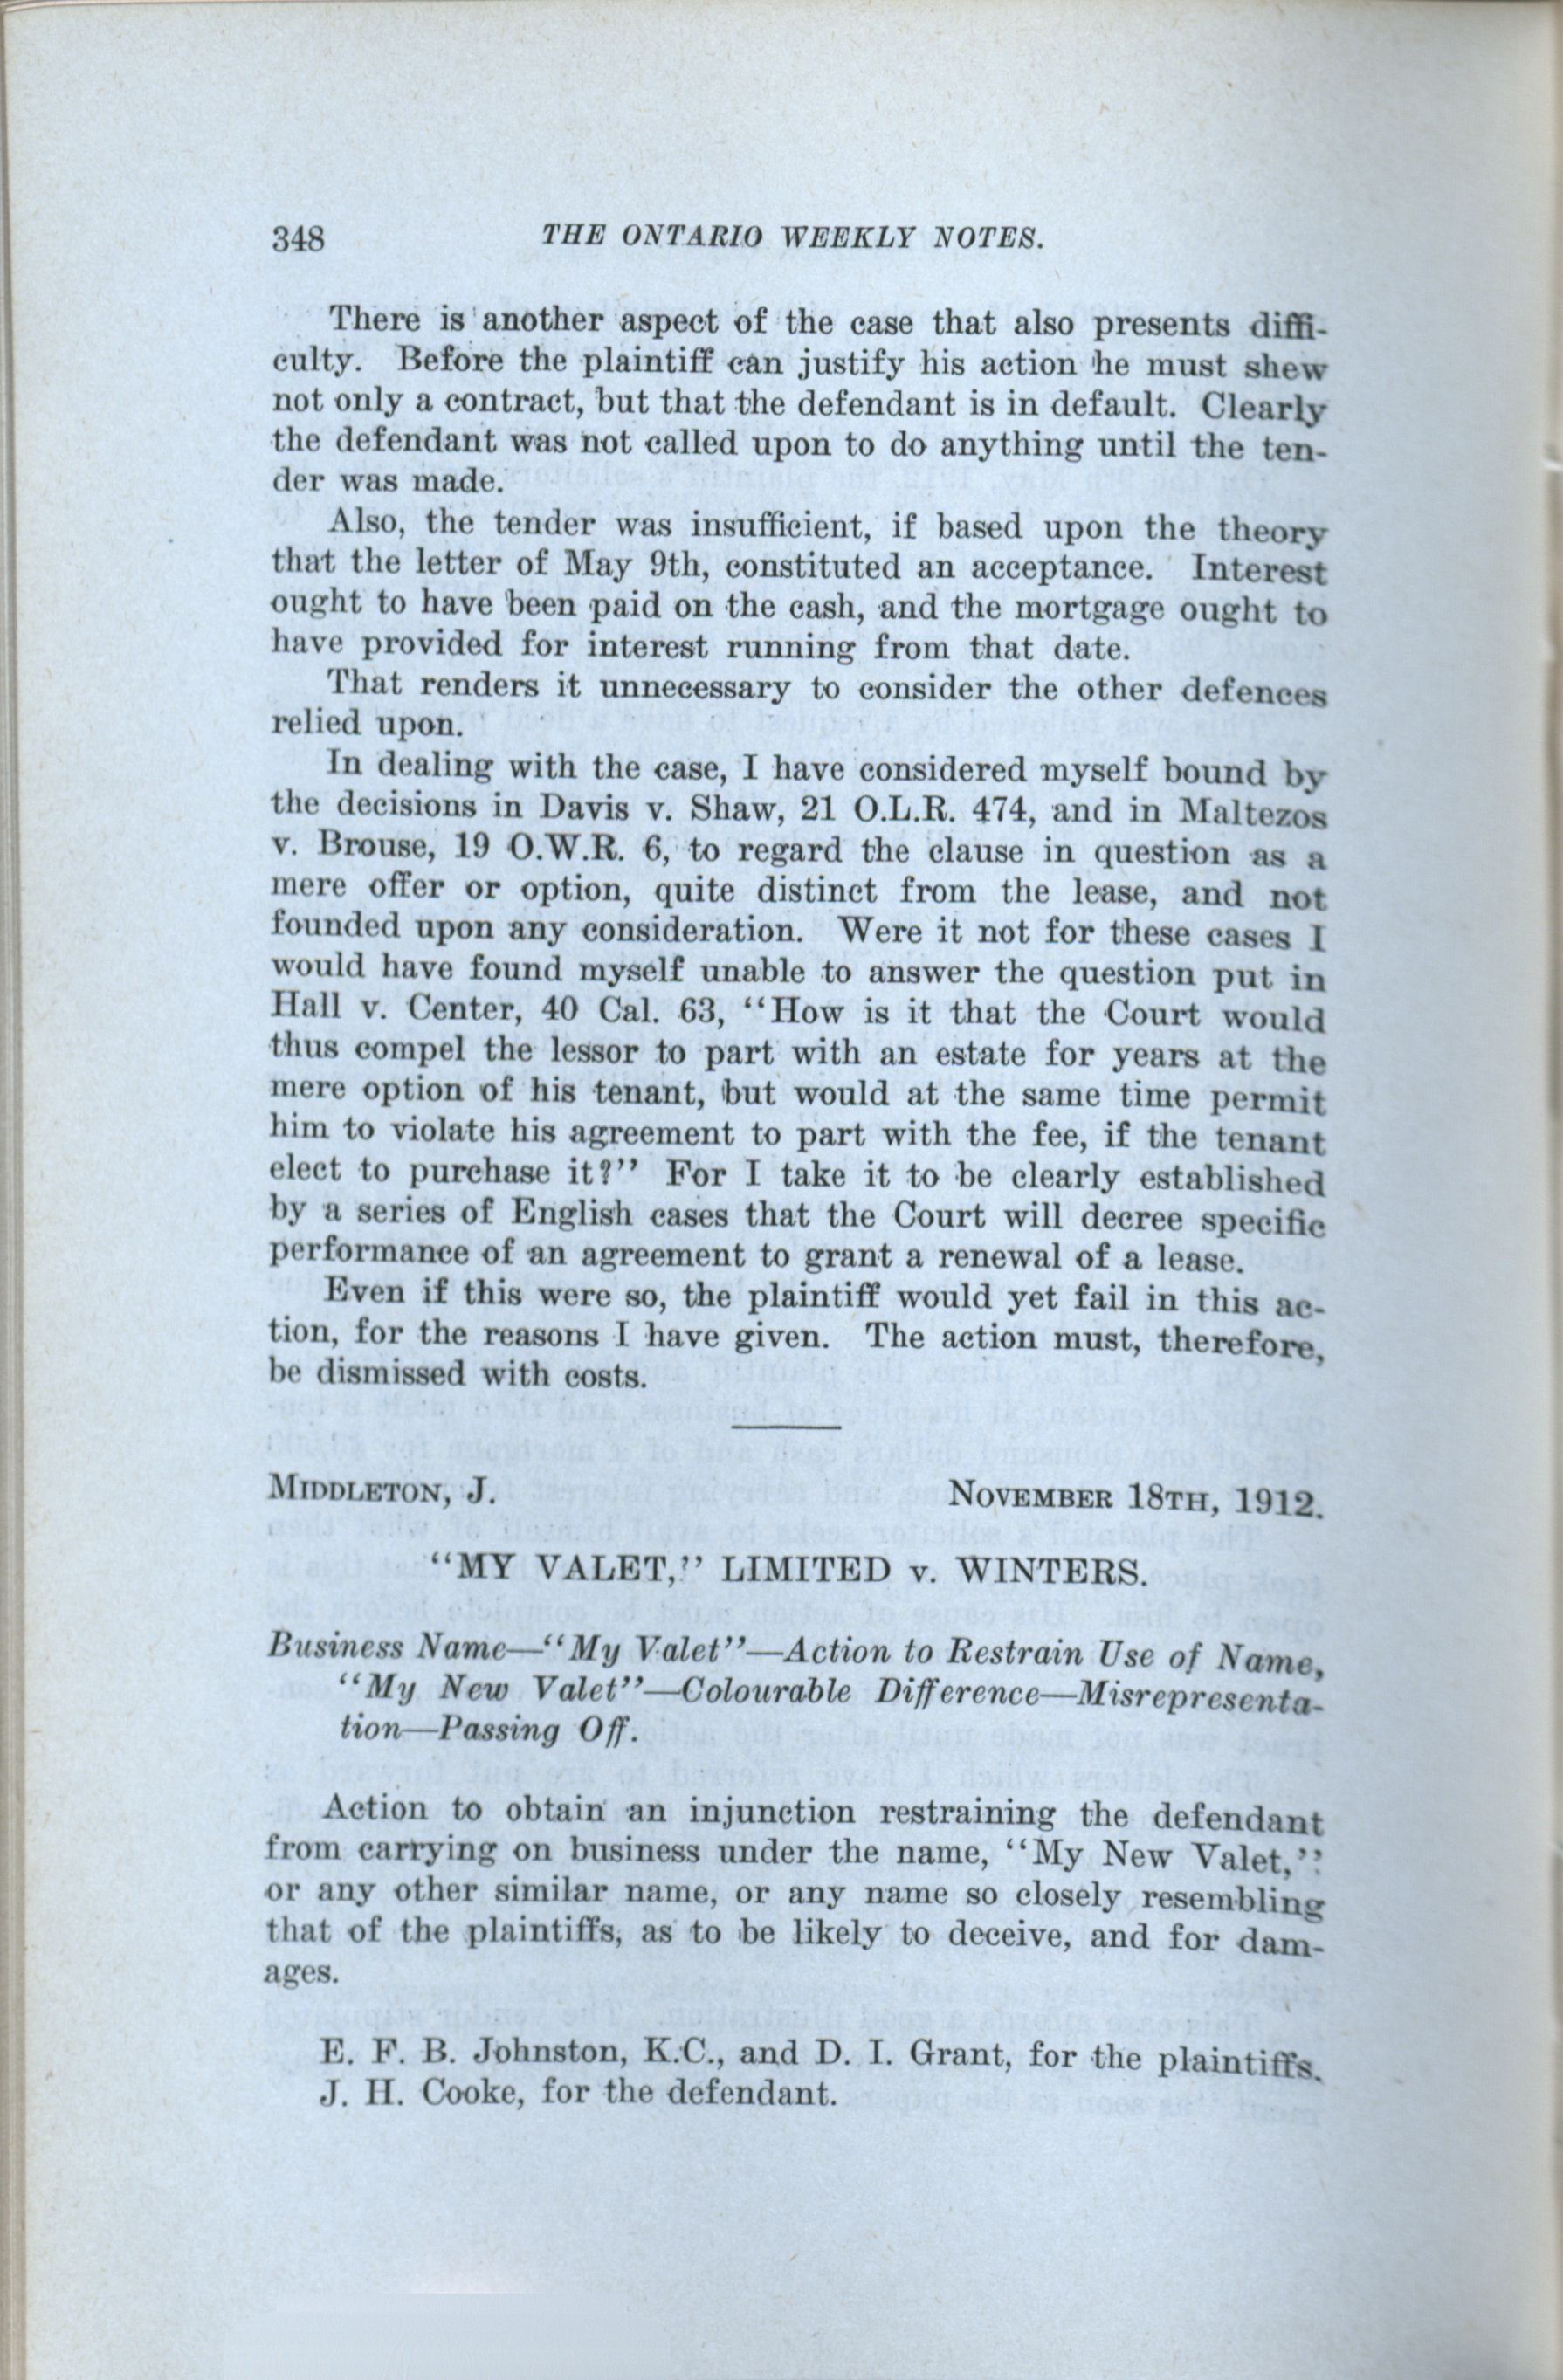 348 THE ONTARIO WEEKLY NOTES.
There is another aspect of the case that also presents diffi-
culty. Before the plaintiff can justify his action he must shew
not only a contract, but that the defendant is in default. Clearly
the defendant was not called upon to do anything until the ten-
der was made.
Also, the tender was insufficient, if based upon the theory
that the letter of May 9th, constituted an acceptance. Interest
ought to have been paid on the cash, and the mortgage ought to
have provided for interest running from that date.
That renders it unnecessary to consider the other defences
relied upon.
In dealing with the case, I have considered myself bound by
the decisions in Davis v. Shaw, 21 O.L.R. 474, and in Maltezos
v. Brouse, 19 O.W.R. 6, to regard the clause in question as a
mere offer or option, quite distinct from the lease, and not
founded upon any consideration. Were it not for these cases I
would have found myself unable to answer the question put in
Hall v. Center, 40 Cal. 63, "How is it that the Court would
thus compel the lessor to part with an estate for years at the
mere option of his tenant, but would at the same time permit
him to violate his agreement to part with the fee, if the tenant
elect to purchase it?" For I take it to be clearly established
by a series of English cases that the Court will decree specific
performance of an agreement to grant a renewal of a lease.
Even if this were so, the plaintiff would yet fail in this ac-
tion, for the reasons I have given. The action must, therefore,
be dismissed with costs.
MIDDLETON, J. NOVEMBER 18TH, 1912.
"MY VALET," LIMITED v. WINTERS.
Business Name—"My Valet"—Action to Restrain Use of Name,
"My New Valet"—Colourable Difference—Misrepresenta-
tion—Passing Off.
Action to obtain an injunction restraining the defendant
from carrying on business under the name, "My New Valet,"
or any other similar name, or any name so closely resembling
that of the plaintiffs, as to be likely to deceive, and for dam-
ages.
E. F. B. Johnston, K.C., and D. I. Grant, for the plaintiffs.
J. H. Cooke, for the defendant.